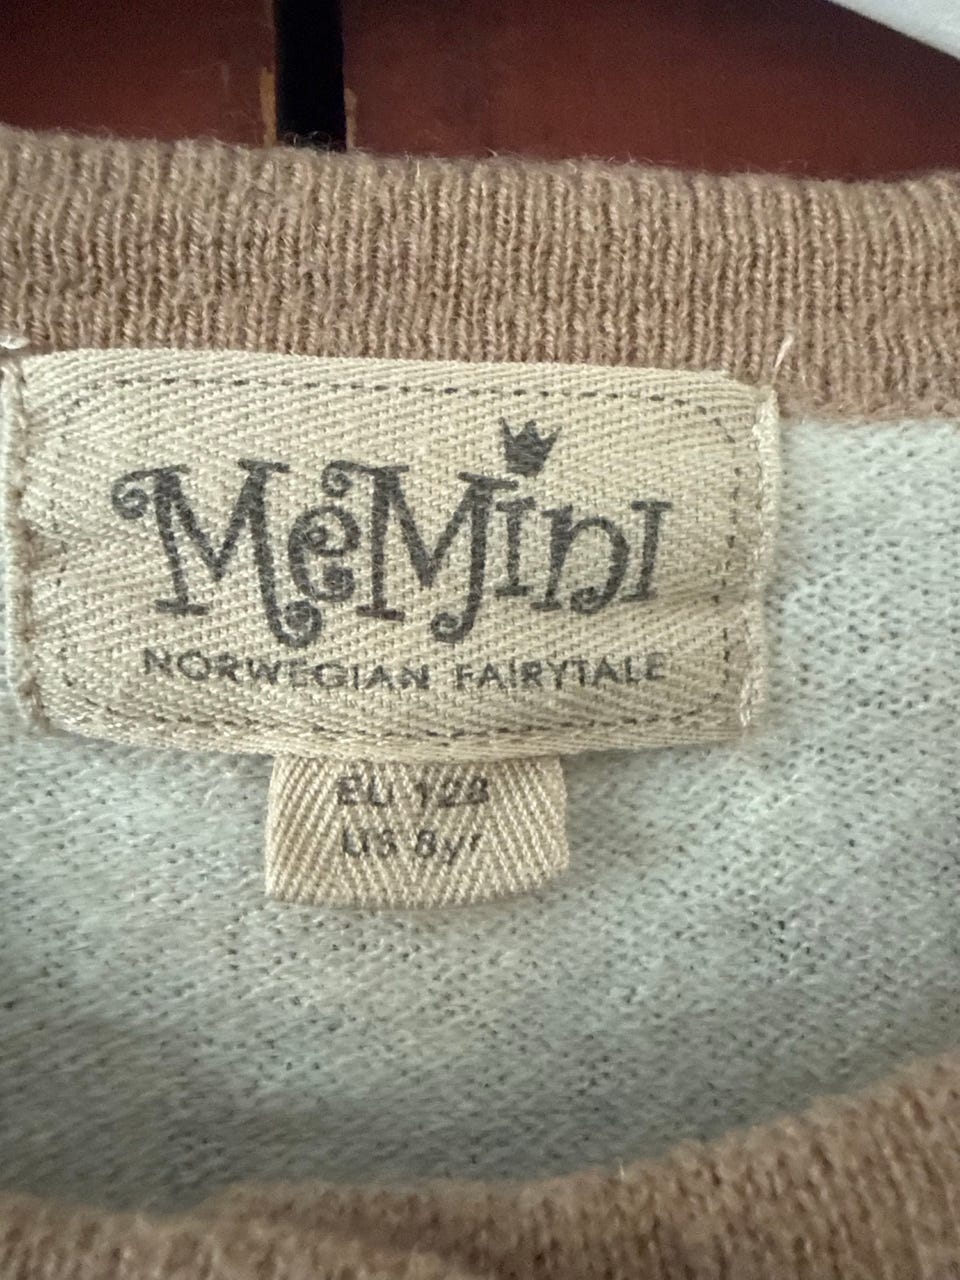 MeMini
NORWEGIAN FAIRYTALE
EU 128
US 8yr